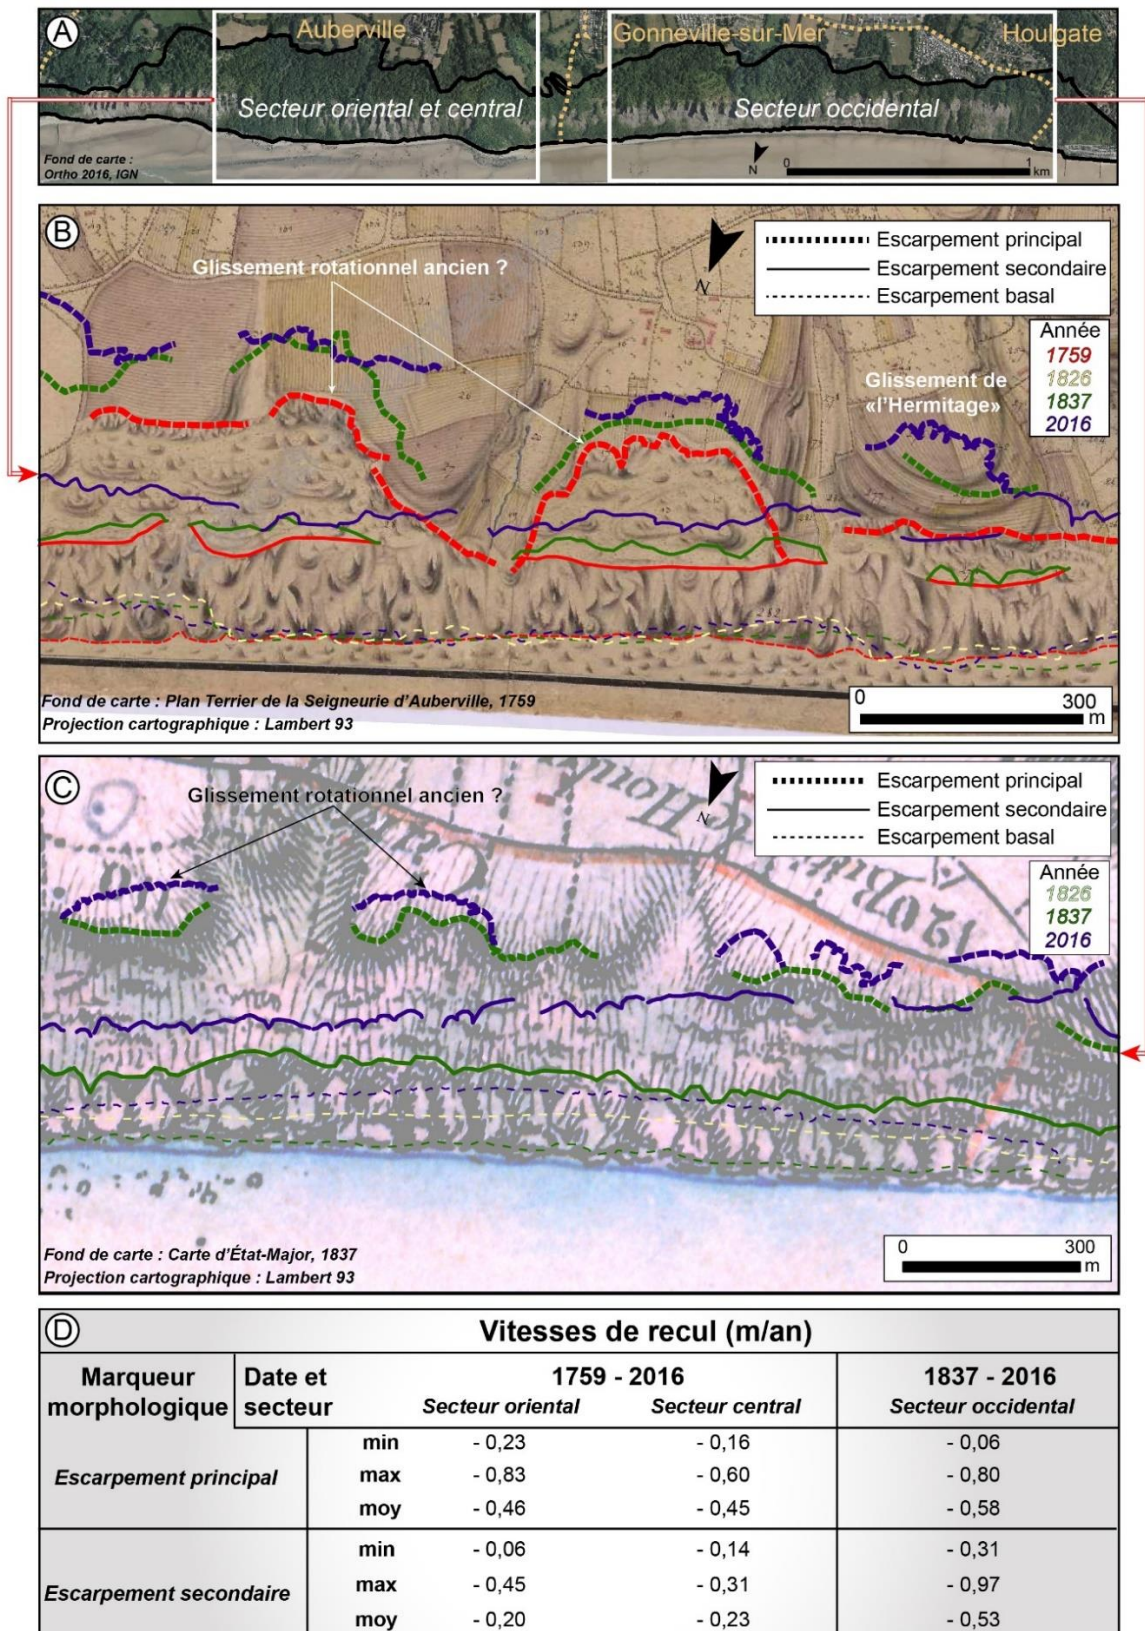 A
Auberville
Gonneville-sur-Mer
Houlgate
Secteur oriental et central
Secteur occidental
Fond de carte :
Ortho 2016, IGN
N
0 1
km
B
Glissement rotationnel ancien ?
N
Escarpement principal
Escarpement secondaire
Escarpement basal
Année
1759
1826
1837
2016
Glissement de
«l'Hermitage»
Fond de carte : Plan Terrier de la Seigneurie d'Auberville, 1759
Projection cartographique : Lambert 93
0 300
m
C
Glissement rotationnel ancien ?
N
Escarpement principal
Escarpement secondaire
Escarpement basal
Année
1826
1837
2016
Fond de carte : Carte d'État-Major, 1837
Projection cartographique : Lambert 93
0 300
m
D
Vitesses de recul (m/an)
Marqueur morphologique
Date et secteur
1759 - 2016
1837 - 2016
Secteur oriental Secteur central Secteur occidental
Escarpement principal
min - 0,23 - 0,16 - 0,06
max - 0,83 - 0,60 - 0,80
moy - 0,46 - 0,45 - 0,58
Escarpement secondaire
min - 0,06 - 0,14 - 0,31
max - 0,45 - 0,31 - 0,97
moy - 0,20 - 0,23 - 0,53